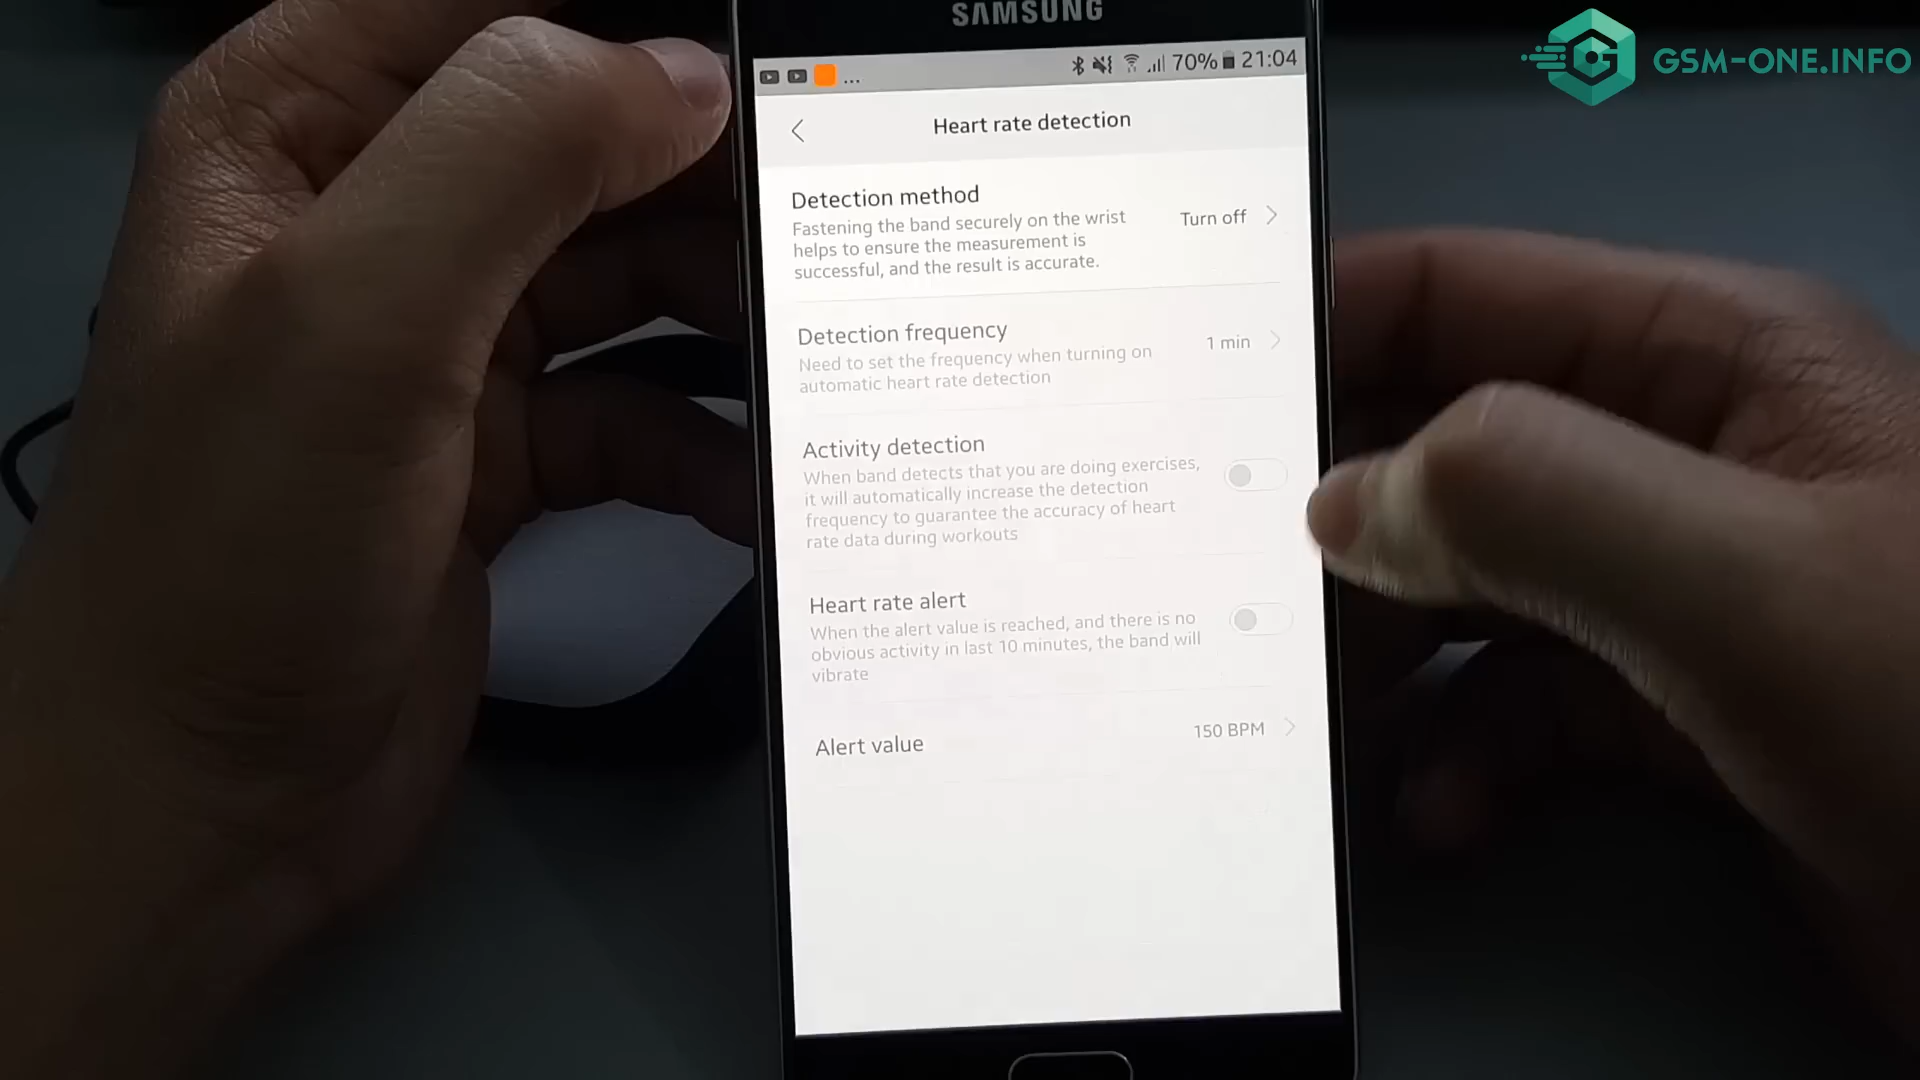 SAMSUNG
GSM-ONE.INFO
... 70% 21:04
Heart rate detection
Detection method
Fastening the band securely on the wrist
helps to ensure the measurement is
successful, and the result is accurate.
Turn off
Detection frequency
Need to set the frequency when turning on
automatic heart rate detection
1 min
Activity detection
When band detects that you are doing exercises,
it will automatically increase the detection
frequency to guarantee the accuracy of heart
rate data during workouts
Heart rate alert
When the alert value is reached, and there is no
obvious activity in last 10 minutes, the band will
vibrate
Alert value
150 BPM